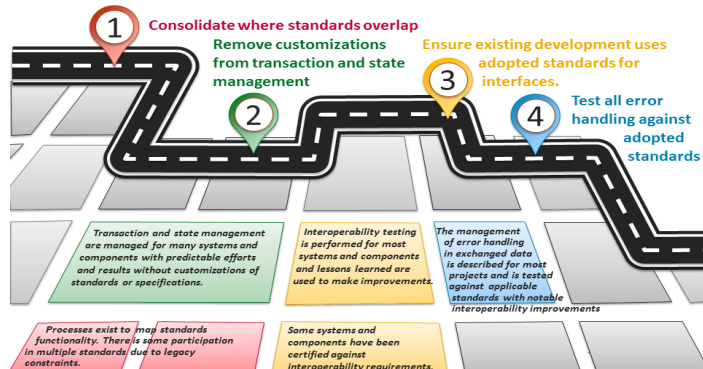 1
Consolidate where standards overlap
2
Remove customizations
from transaction and state
management
3
Ensure existing development uses
adopted standards for
interfaces.
4
Test all error
handling against
adopted
standards
Transaction and state management
are managed for many systems and
components with predictable efforts
and results without customizations of
standards or specifications.
Interoperability testing
is performed for most
systems and components
and lessons learned are
used to make improvements.
The management
of error handling
in exchanged data
is described for most
projects and is tested
against applicable
standards with notable
interoperability improvements
Processes exist to map standards
functionality. There is some participation
in multiple standards due to legacy
constraints.
Some systems and
components have been
certified against
interoperability requirements.